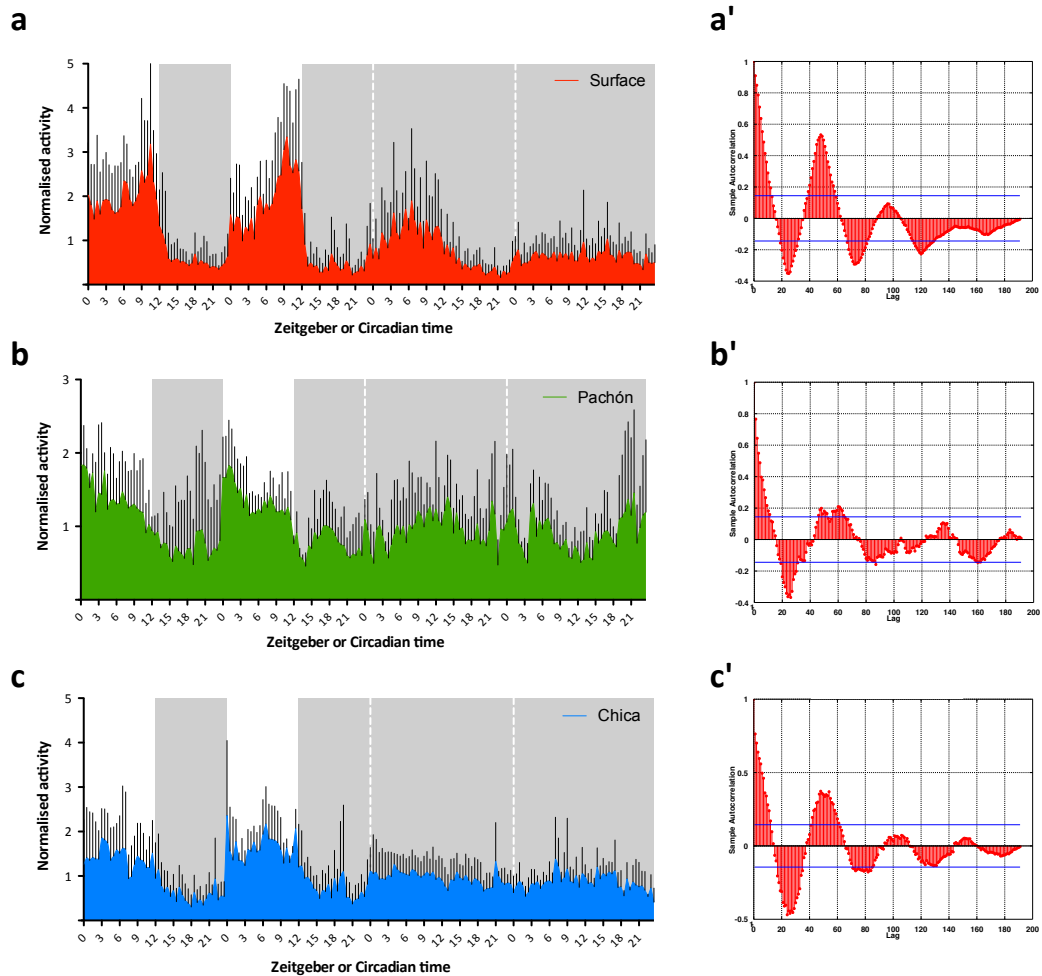 a
5
4
3
2
1
Normalised activity
Surface
0 3 6 9 12 15 18 21 0 3 6 9 12 15 18 21 0 3 6 9 12 15 18 21 0 3 6 9 12 15 18 21
Zeitgeber or Circadian time
a'
1
0.8
0.6
0.4
0.2
0
-0.2
-0.4
Sample Autocorrelation
0 20 40 60 80 100 120 140 160 180 200
Lag
b
3
2
1
Normalised activity
Pachón
0 3 6 9 12 15 18 21 0 3 6 9 12 15 18 21 0 3 6 9 12 15 18 21 0 3 6 9 12 15 18 21
Zeitgeber or Circadian time
b'
1
0.8
0.6
0.4
0.2
0
-0.2
-0.4
Sample Autocorrelation
0 20 40 60 80 100 120 140 160 180 200
Lag
c
5
4
3
2
1
Normalised activity
Chica
0 3 6 9 12 15 18 21 0 3 6 9 12 15 18 21 0 3 6 9 12 15 18 21 0 3 6 9 12 15 18 21
Zeitgeber or Circadian time
c'
1
0.5
0
-0.5
Sample Autocorrelation
0 20 40 60 80 100 120 140 160 180 200
Lag